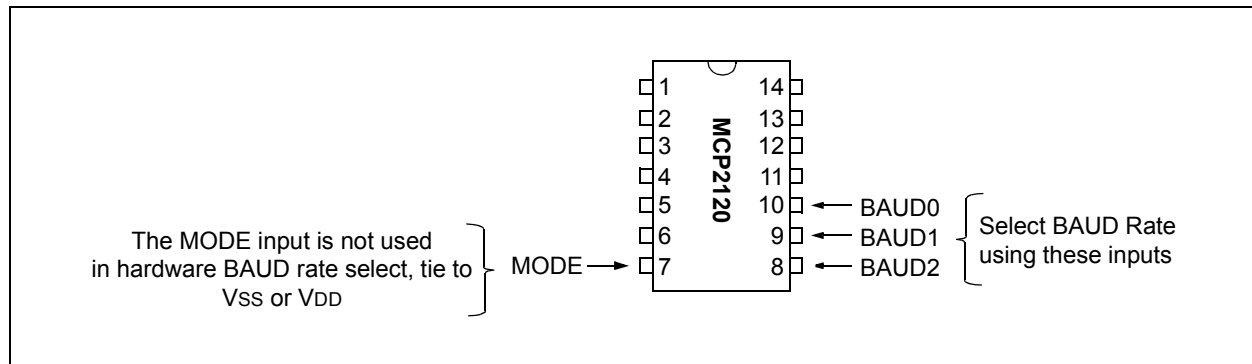 1 14
2 13
3 12
4 11
5 10 BAUD0
6 9 BAUD1
7 8 BAUD2
MCP2120
The MODE input is not used
in hardware BAUD rate select, tie to
VSS or VDD
MODE
Select BAUD Rate
using these inputs